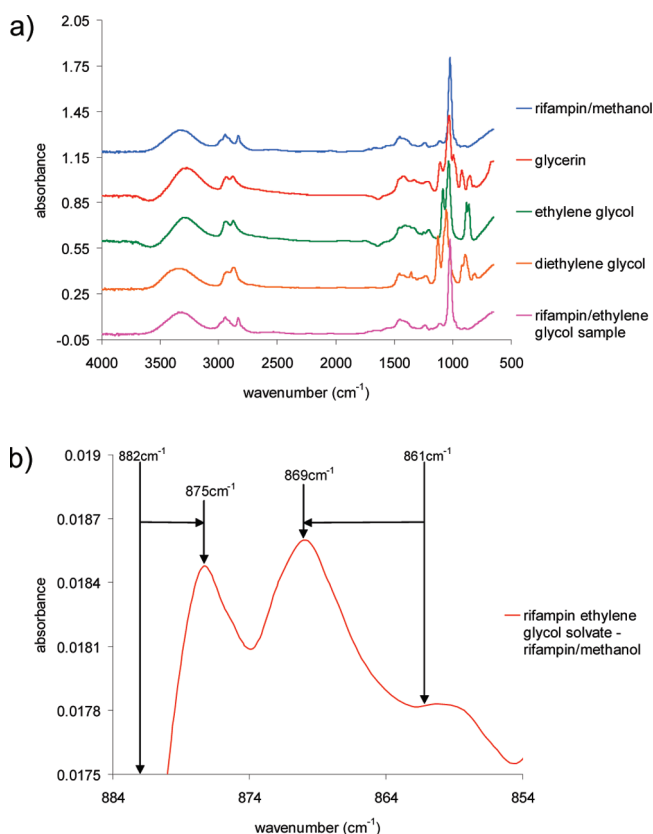 a)
2.05
1.75
1.45
1.15
0.85
0.55
0.25
-0.05
absorbance
4000 3500 3000 2500 2000 1500 1000 500
wavenumber (cm⁻¹)
rifampin/methanol
glycerin
ethylene glycol
diethylene glycol
rifampin/ethylene
glycol sample
b)
0.019
0.0187
0.0184
0.0181
0.0178
0.0175
absorbance
882cm⁻¹
875cm⁻¹
869cm⁻¹
861cm⁻¹
884 874 864 854
wavenumber (cm⁻¹)
rifampin ethylene
glycol solvate -
rifampin/methanol